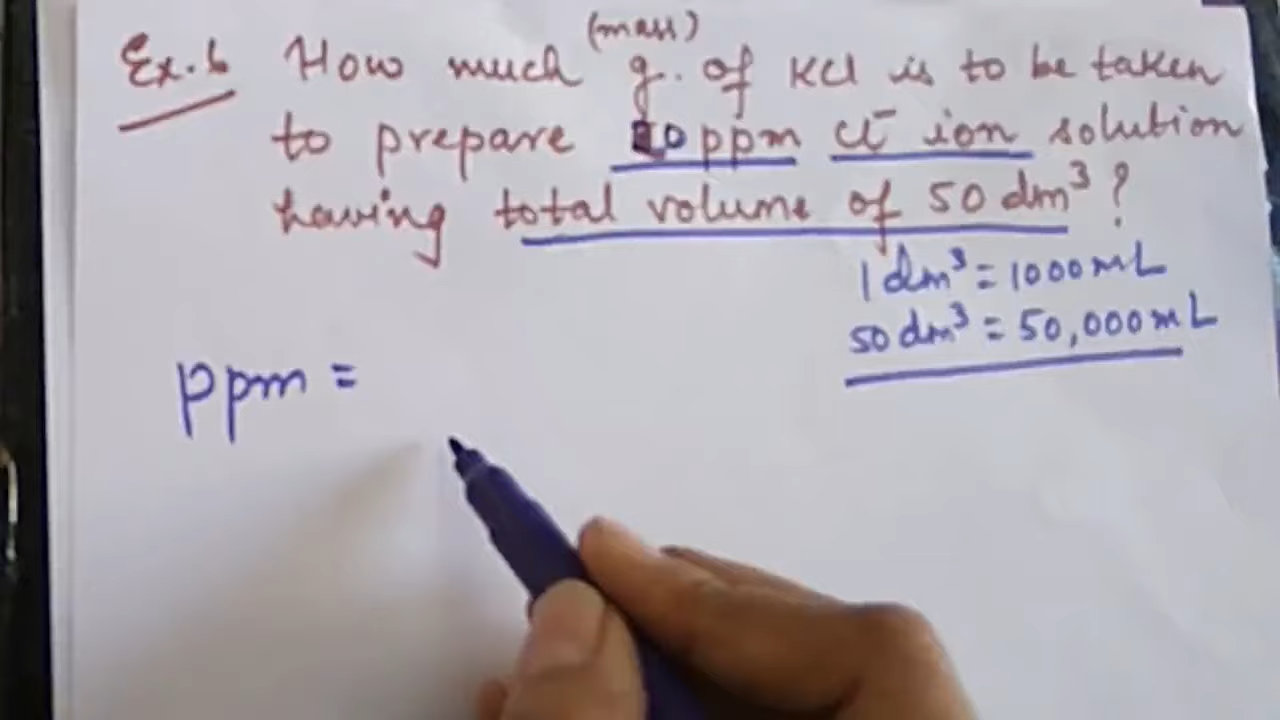 (mass)
Ex. 6 How much g. of KCl is to be taken
to prepare ppm Cl⁻ ion solution
having total volume of 50 dm³ ?
1 dm³ = 1000 mL
50 dm³ = 50,000 mL
ppm =